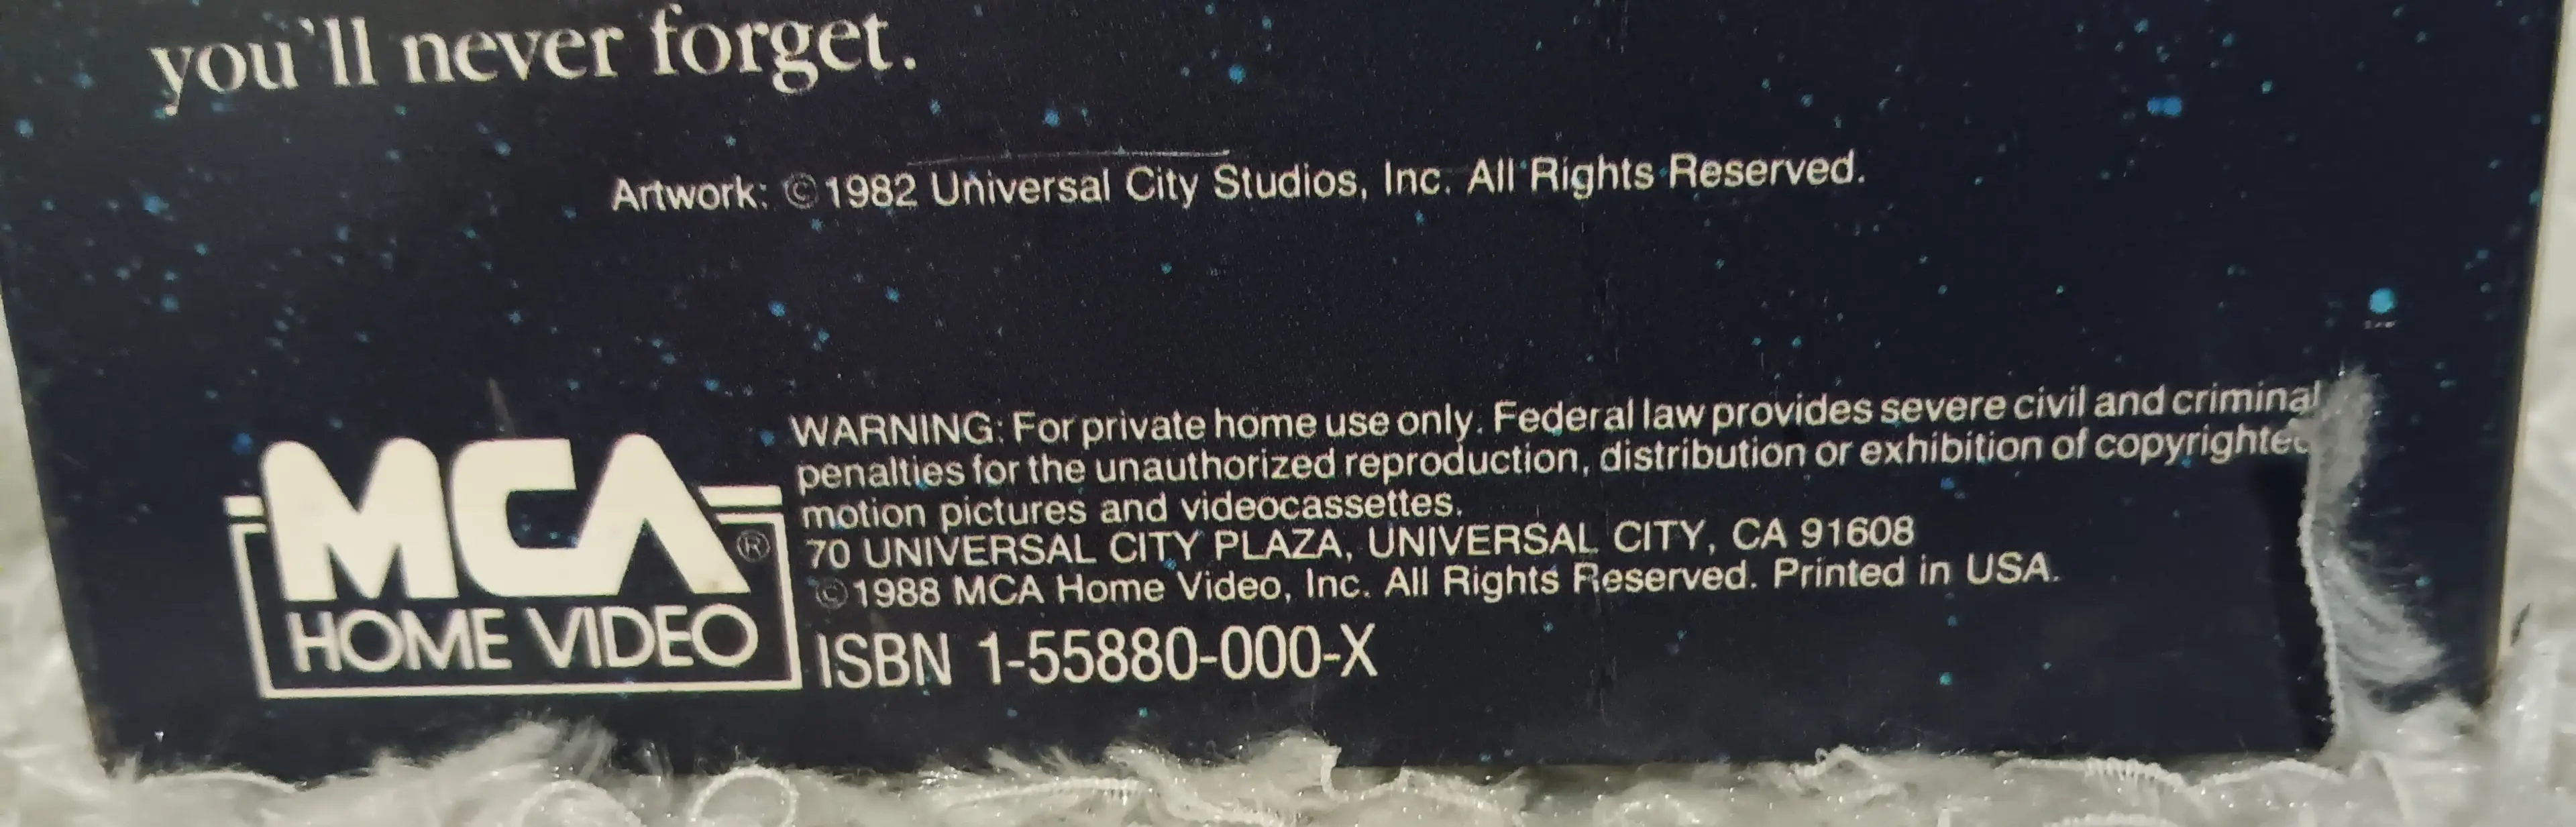 you'll never forget.
Artwork: ©1982 Universal City Studios, Inc. All Rights Reserved.
MCA®
HOME VIDEO
WARNING: For private home use only. Federal law provides severe civil and criminal
penalties for the unauthorized reproduction, distribution or exhibition of copyrighted
motion pictures and videocassettes.
70 UNIVERSAL CITY PLAZA, UNIVERSAL CITY, CA 91608
©1988 MCA Home Video, Inc. All Rights Reserved. Printed in USA.
ISBN 1-55880-000-X